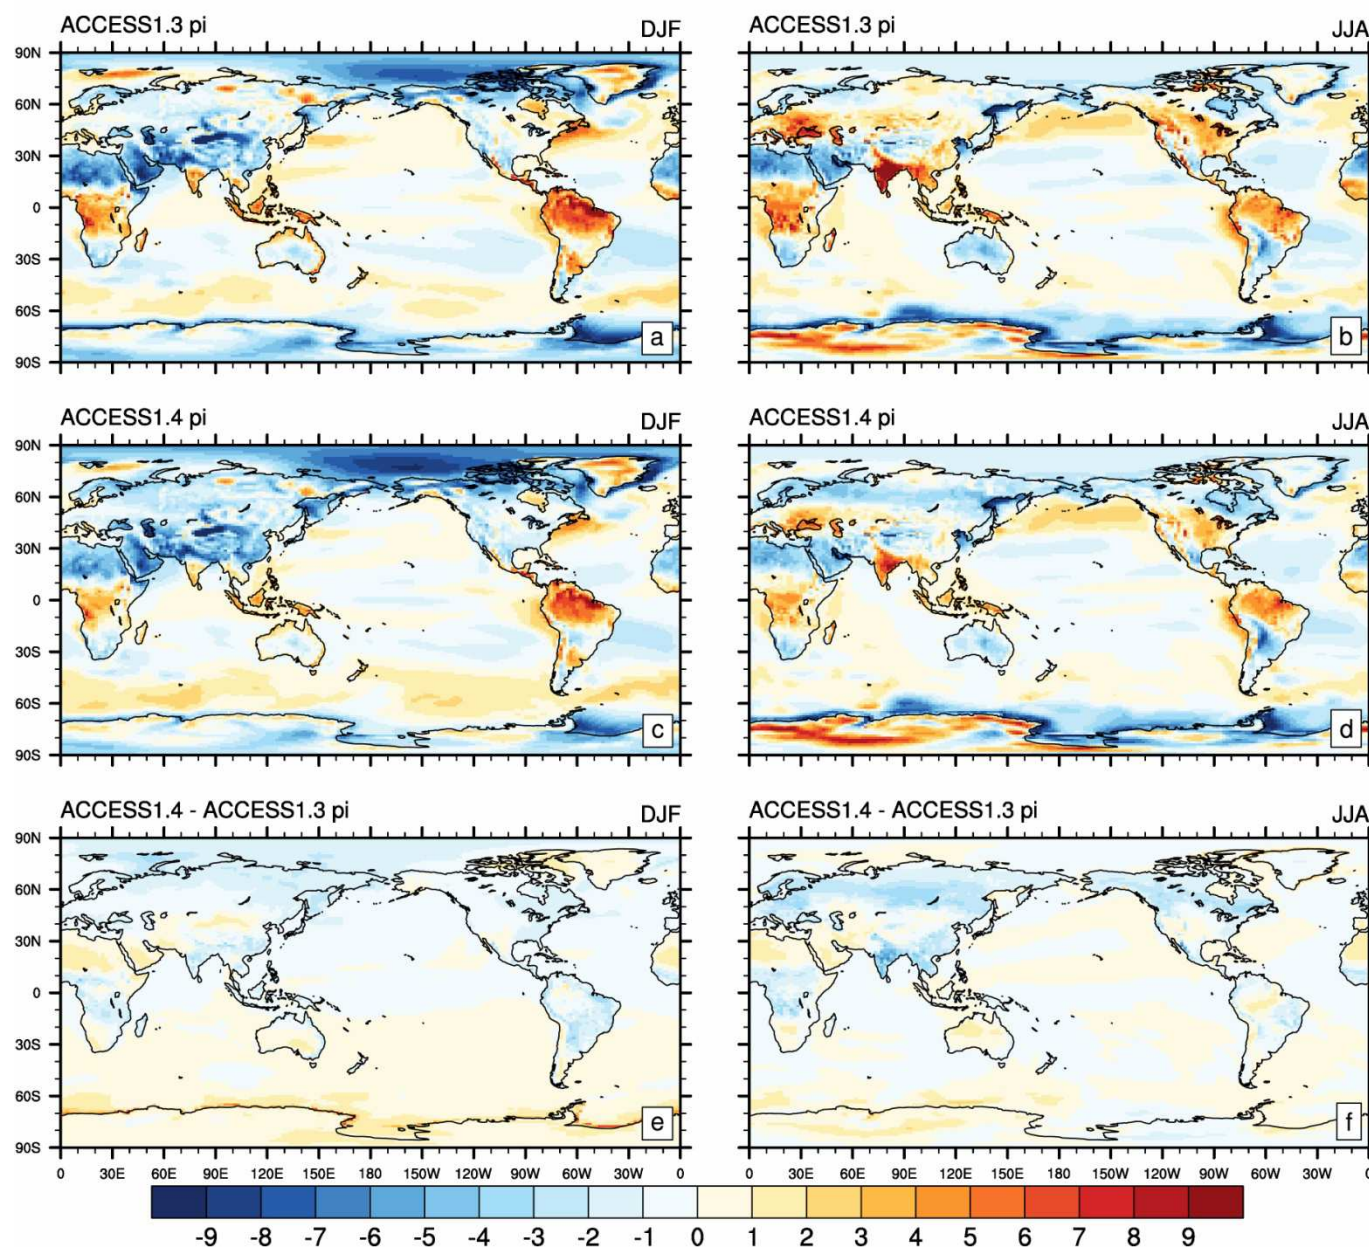 ACCESS1.3 pi DJF
90N
60N
30N
0
30S
60S
90S
a
ACCESS1.3 pi JJA
b
ACCESS1.4 pi DJF
90N
60N
30N
0
30S
60S
90S
c
ACCESS1.4 pi JJA
d
ACCESS1.4 - ACCESS1.3 pi DJF
90N
60N
30N
0
30S
60S
90S
e
0 30E 60E 90E 120E 150E 180 150W 120W 90W 60W 30W 0
ACCESS1.4 - ACCESS1.3 pi JJA
f
0 30E 60E 90E 120E 150E 180 150W 120W 90W 60W 30W 0
-9 -8 -7 -6 -5 -4 -3 -2 -1 0 1 2 3 4 5 6 7 8 9